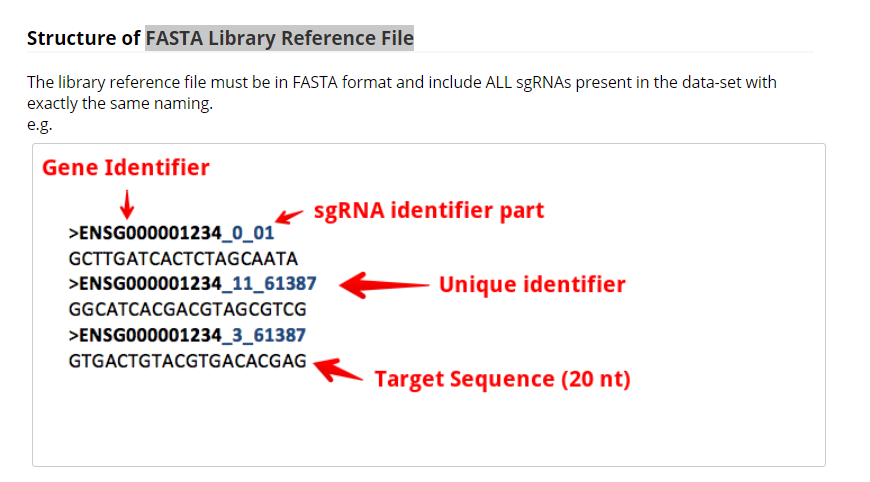 Structure of FASTA Library Reference File
The library reference file must be in FASTA format and include ALL sgRNAs present in the data-set with
exactly the same naming.
e.g.
Gene Identifier
sgRNA identifier part
>ENSG000001234_0_01
GCTTGATCACTCTAGCAATA
>ENSG000001234_11_61387
Unique identifier
GGCATCACGACGTAGCGTCG
>ENSG000001234_3_61387
GTGACTGTACGTGACACGAG
Target Sequence (20 nt)